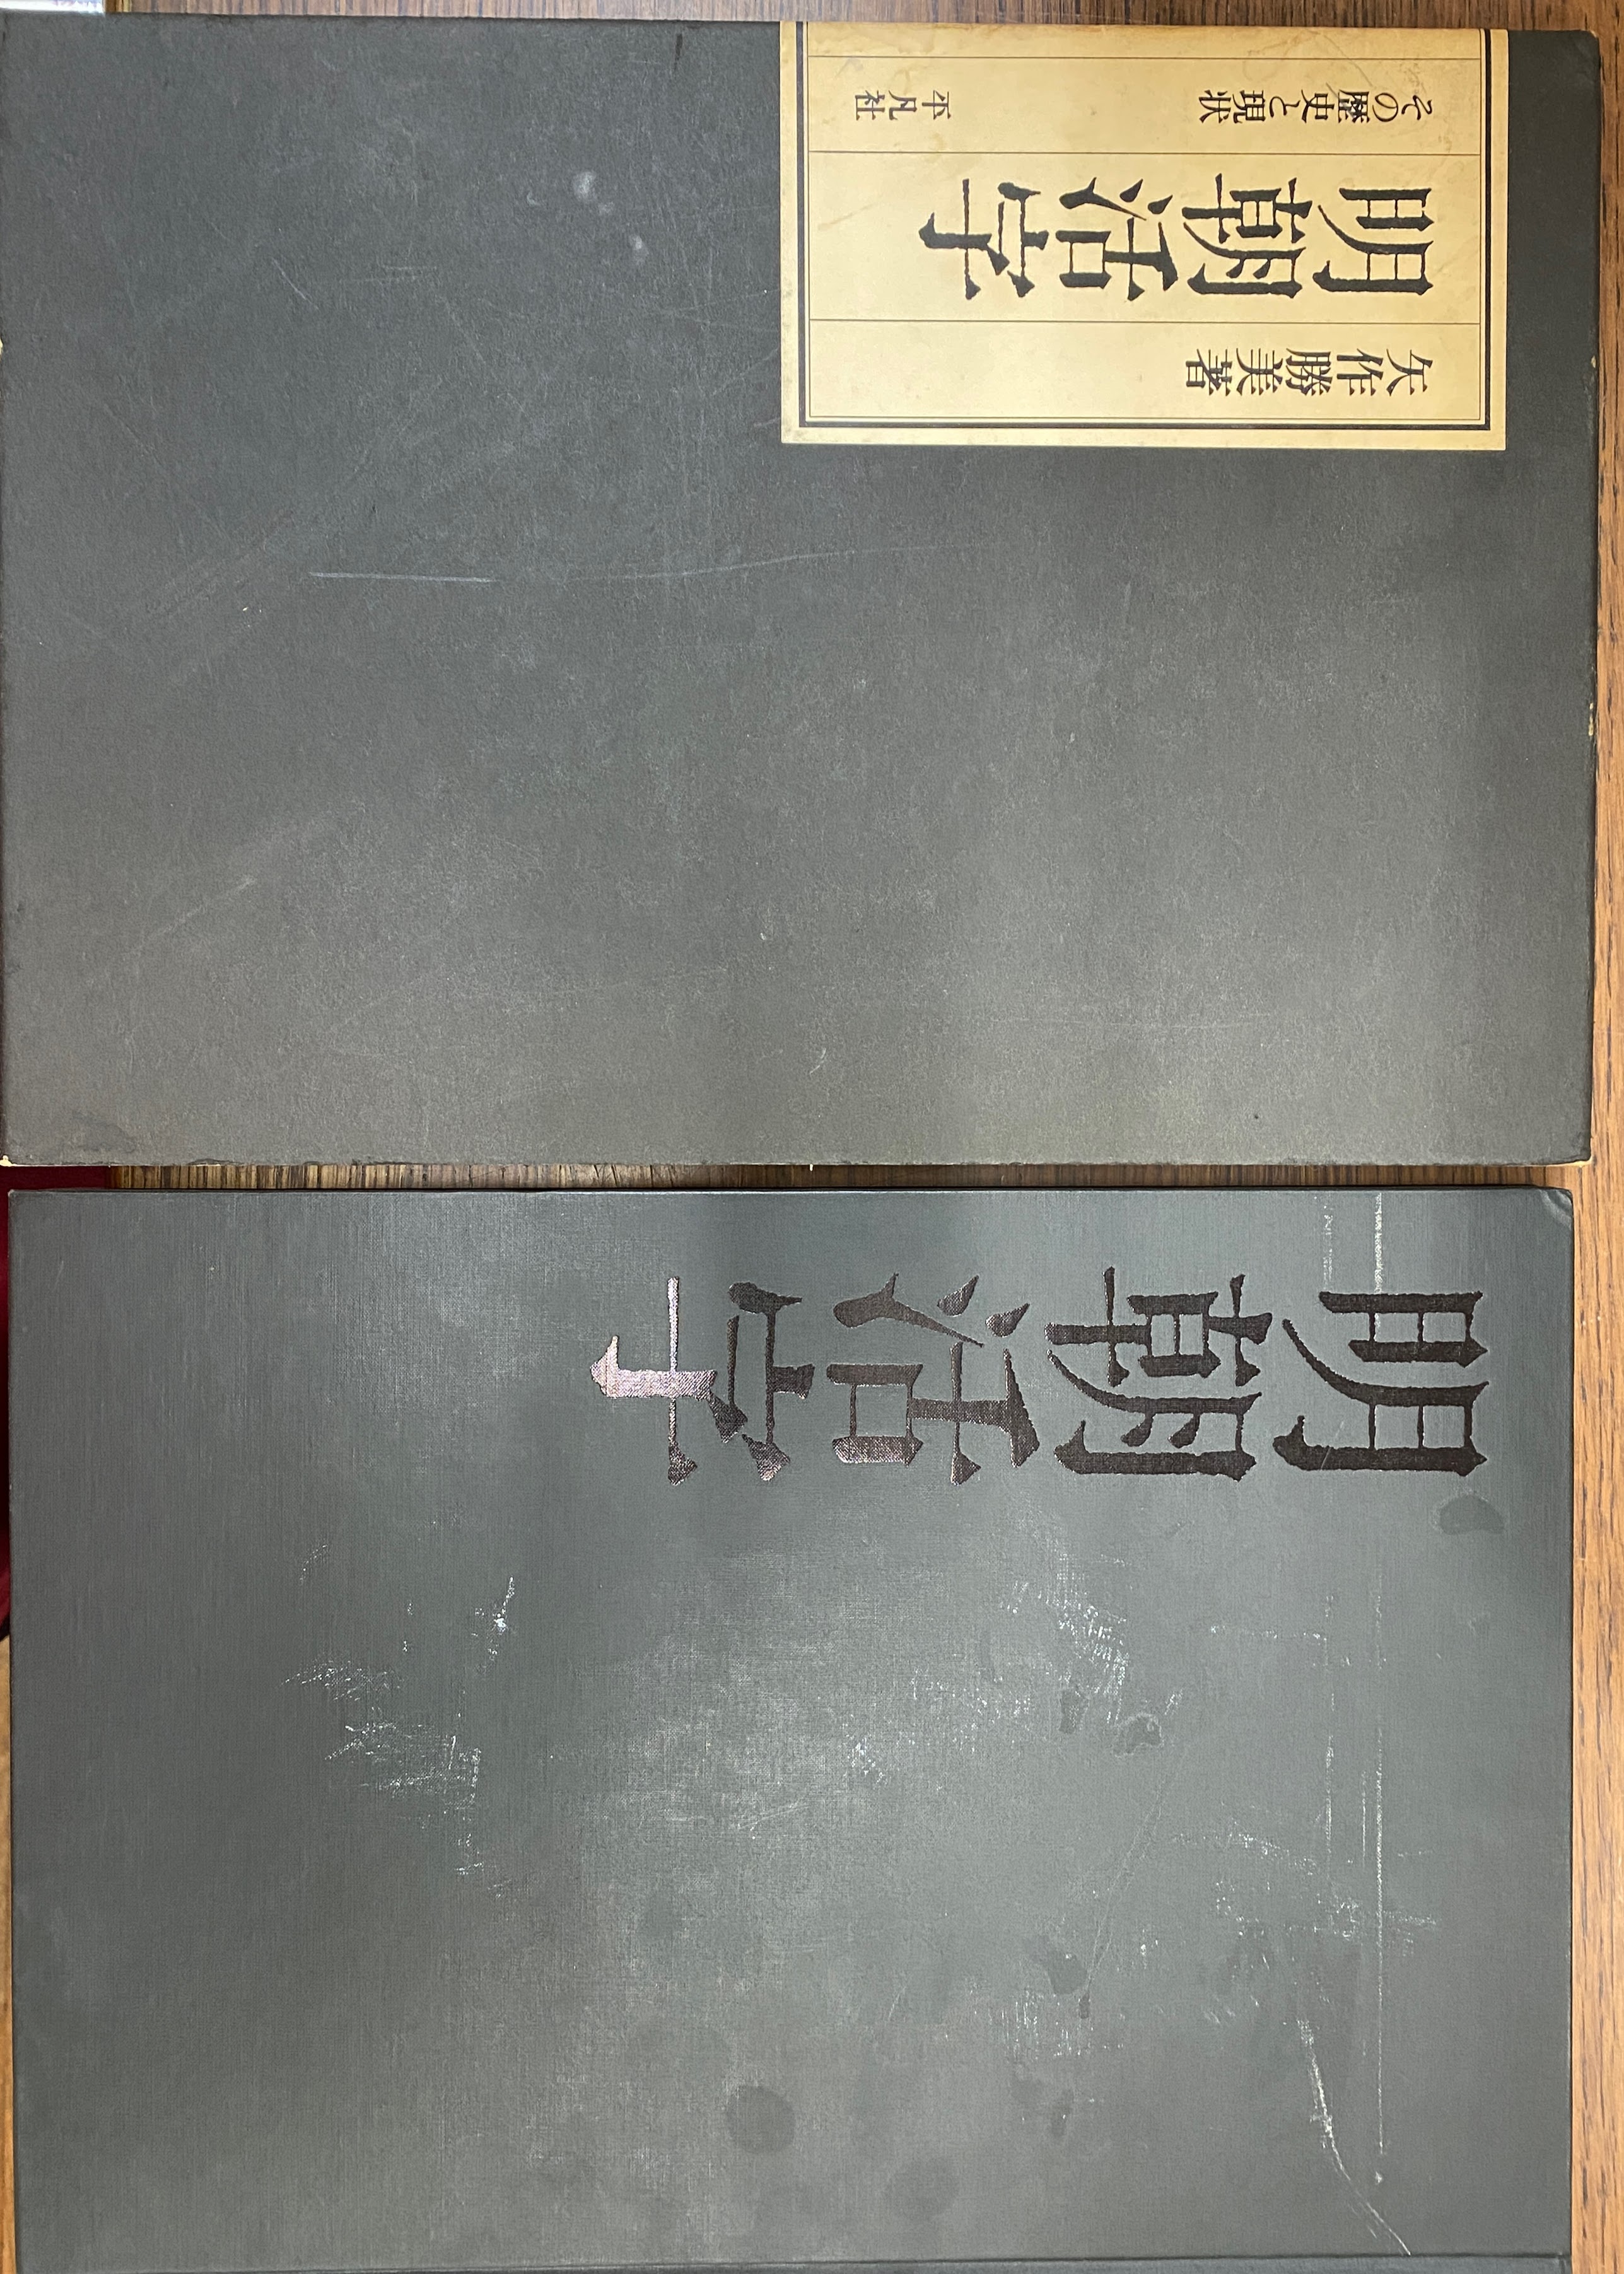 矢作勝美著
明朝活字
その歴史と現状 平凡社
明朝活字